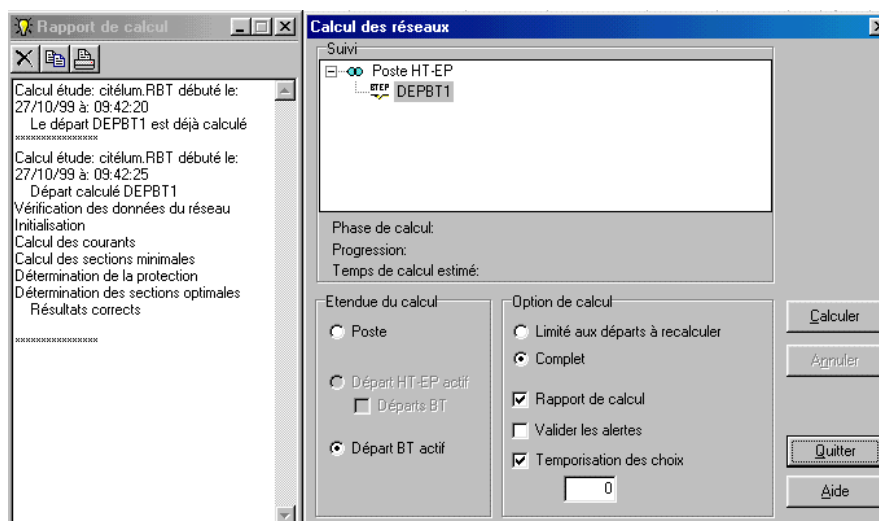 Rapport de calcul
Calcul étude: citélum.RBT débuté le:
27/10/99 à: 09:42:20
Le départ DEPBT1 est déjà calculé
****************
Calcul étude: citélum.RBT débuté le:
27/10/99 à: 09:42:25
Départ calculé DEPBT1
Vérification des données du réseau
Initialisation
Calcul des courants
Calcul des sections minimales
Détermination de la protection
Détermination des sections optimales
Résultats corrects
****************
Calcul des réseaux
Suivi
Poste HT-EP
BTEP DEPBT1
Phase de calcul:
Progression:
Temps de calcul estimé:
Etendue du calcul
Poste
Départ HT-EP actif
Départs BT
Départ BT actif
Option de calcul
Limité aux départs à recalculer
Complet
Rapport de calcul
Valider les alertes
Temporisation des choix
0
Calculer
Annuler
Quitter
Aide